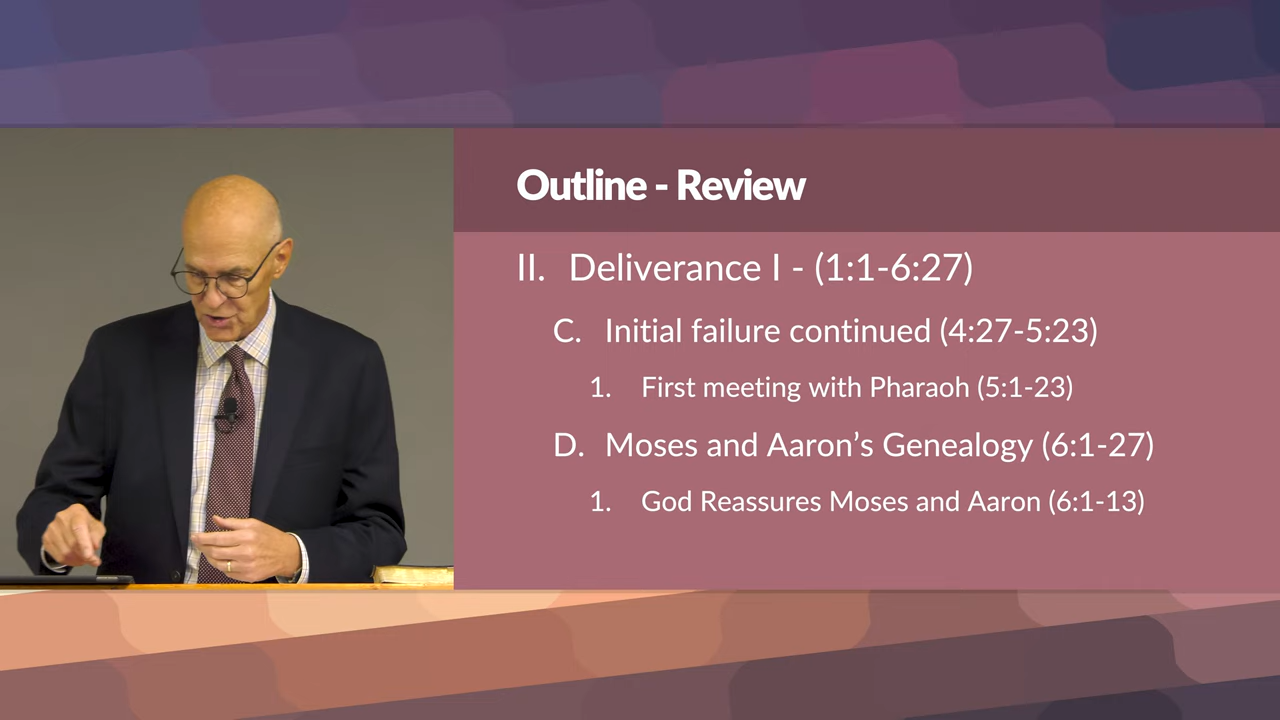 Outline - Review
II. Deliverance I - (1:1-6:27)
C. Initial failure continued (4:27-5:23)
1. First meeting with Pharaoh (5:1-23)
D. Moses and Aaron’s Genealogy (6:1-27)
1. God Reassures Moses and Aaron (6:1-13)